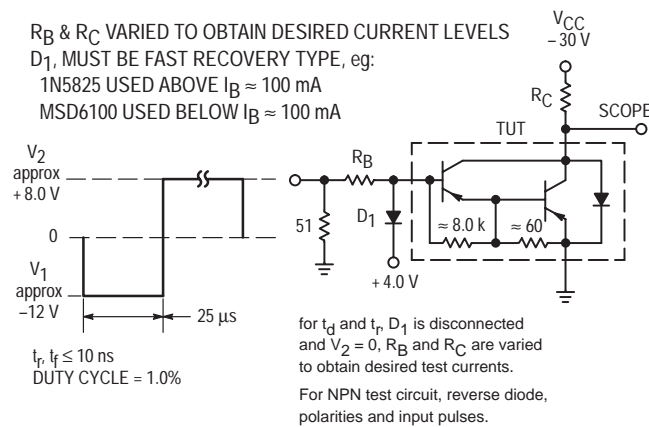 R_B & R_C VARIED TO OBTAIN DESIRED CURRENT LEVELS
D_1, MUST BE FAST RECOVERY TYPE, eg:
1N5825 USED ABOVE I_B ≈ 100 mA
MSD6100 USED BELOW I_B ≈ 100 mA
V_CC
– 30 V
R_C
SCOPE
TUT
V_2
approx
+ 8.0 V
0
V_1
approx
–12 V
25 μs
t_r, t_f ≤ 10 ns
DUTY CYCLE = 1.0%
R_B
51
D_1
+ 4.0 V
≈ 8.0 k
≈ 60
for t_d and t_r, D_1 is disconnected
and V_2 = 0, R_B and R_C are varied
to obtain desired test currents.
For NPN test circuit, reverse diode,
polarities and input pulses.